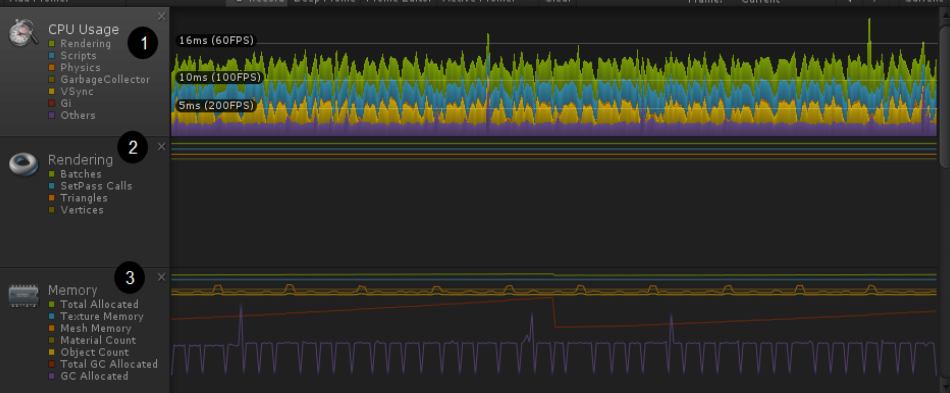 CPU Usage
1
Rendering
Scripts
Physics
GarbageCollector
VSync
Gi
Others
16ms (60FPS)
10ms (100FPS)
5ms (200FPS)
2
Rendering
Batches
SetPass Calls
Triangles
Vertices
3
Memory
Total Allocated
Texture Memory
Mesh Memory
Material Count
Object Count
Total GC Allocated
GC Allocated